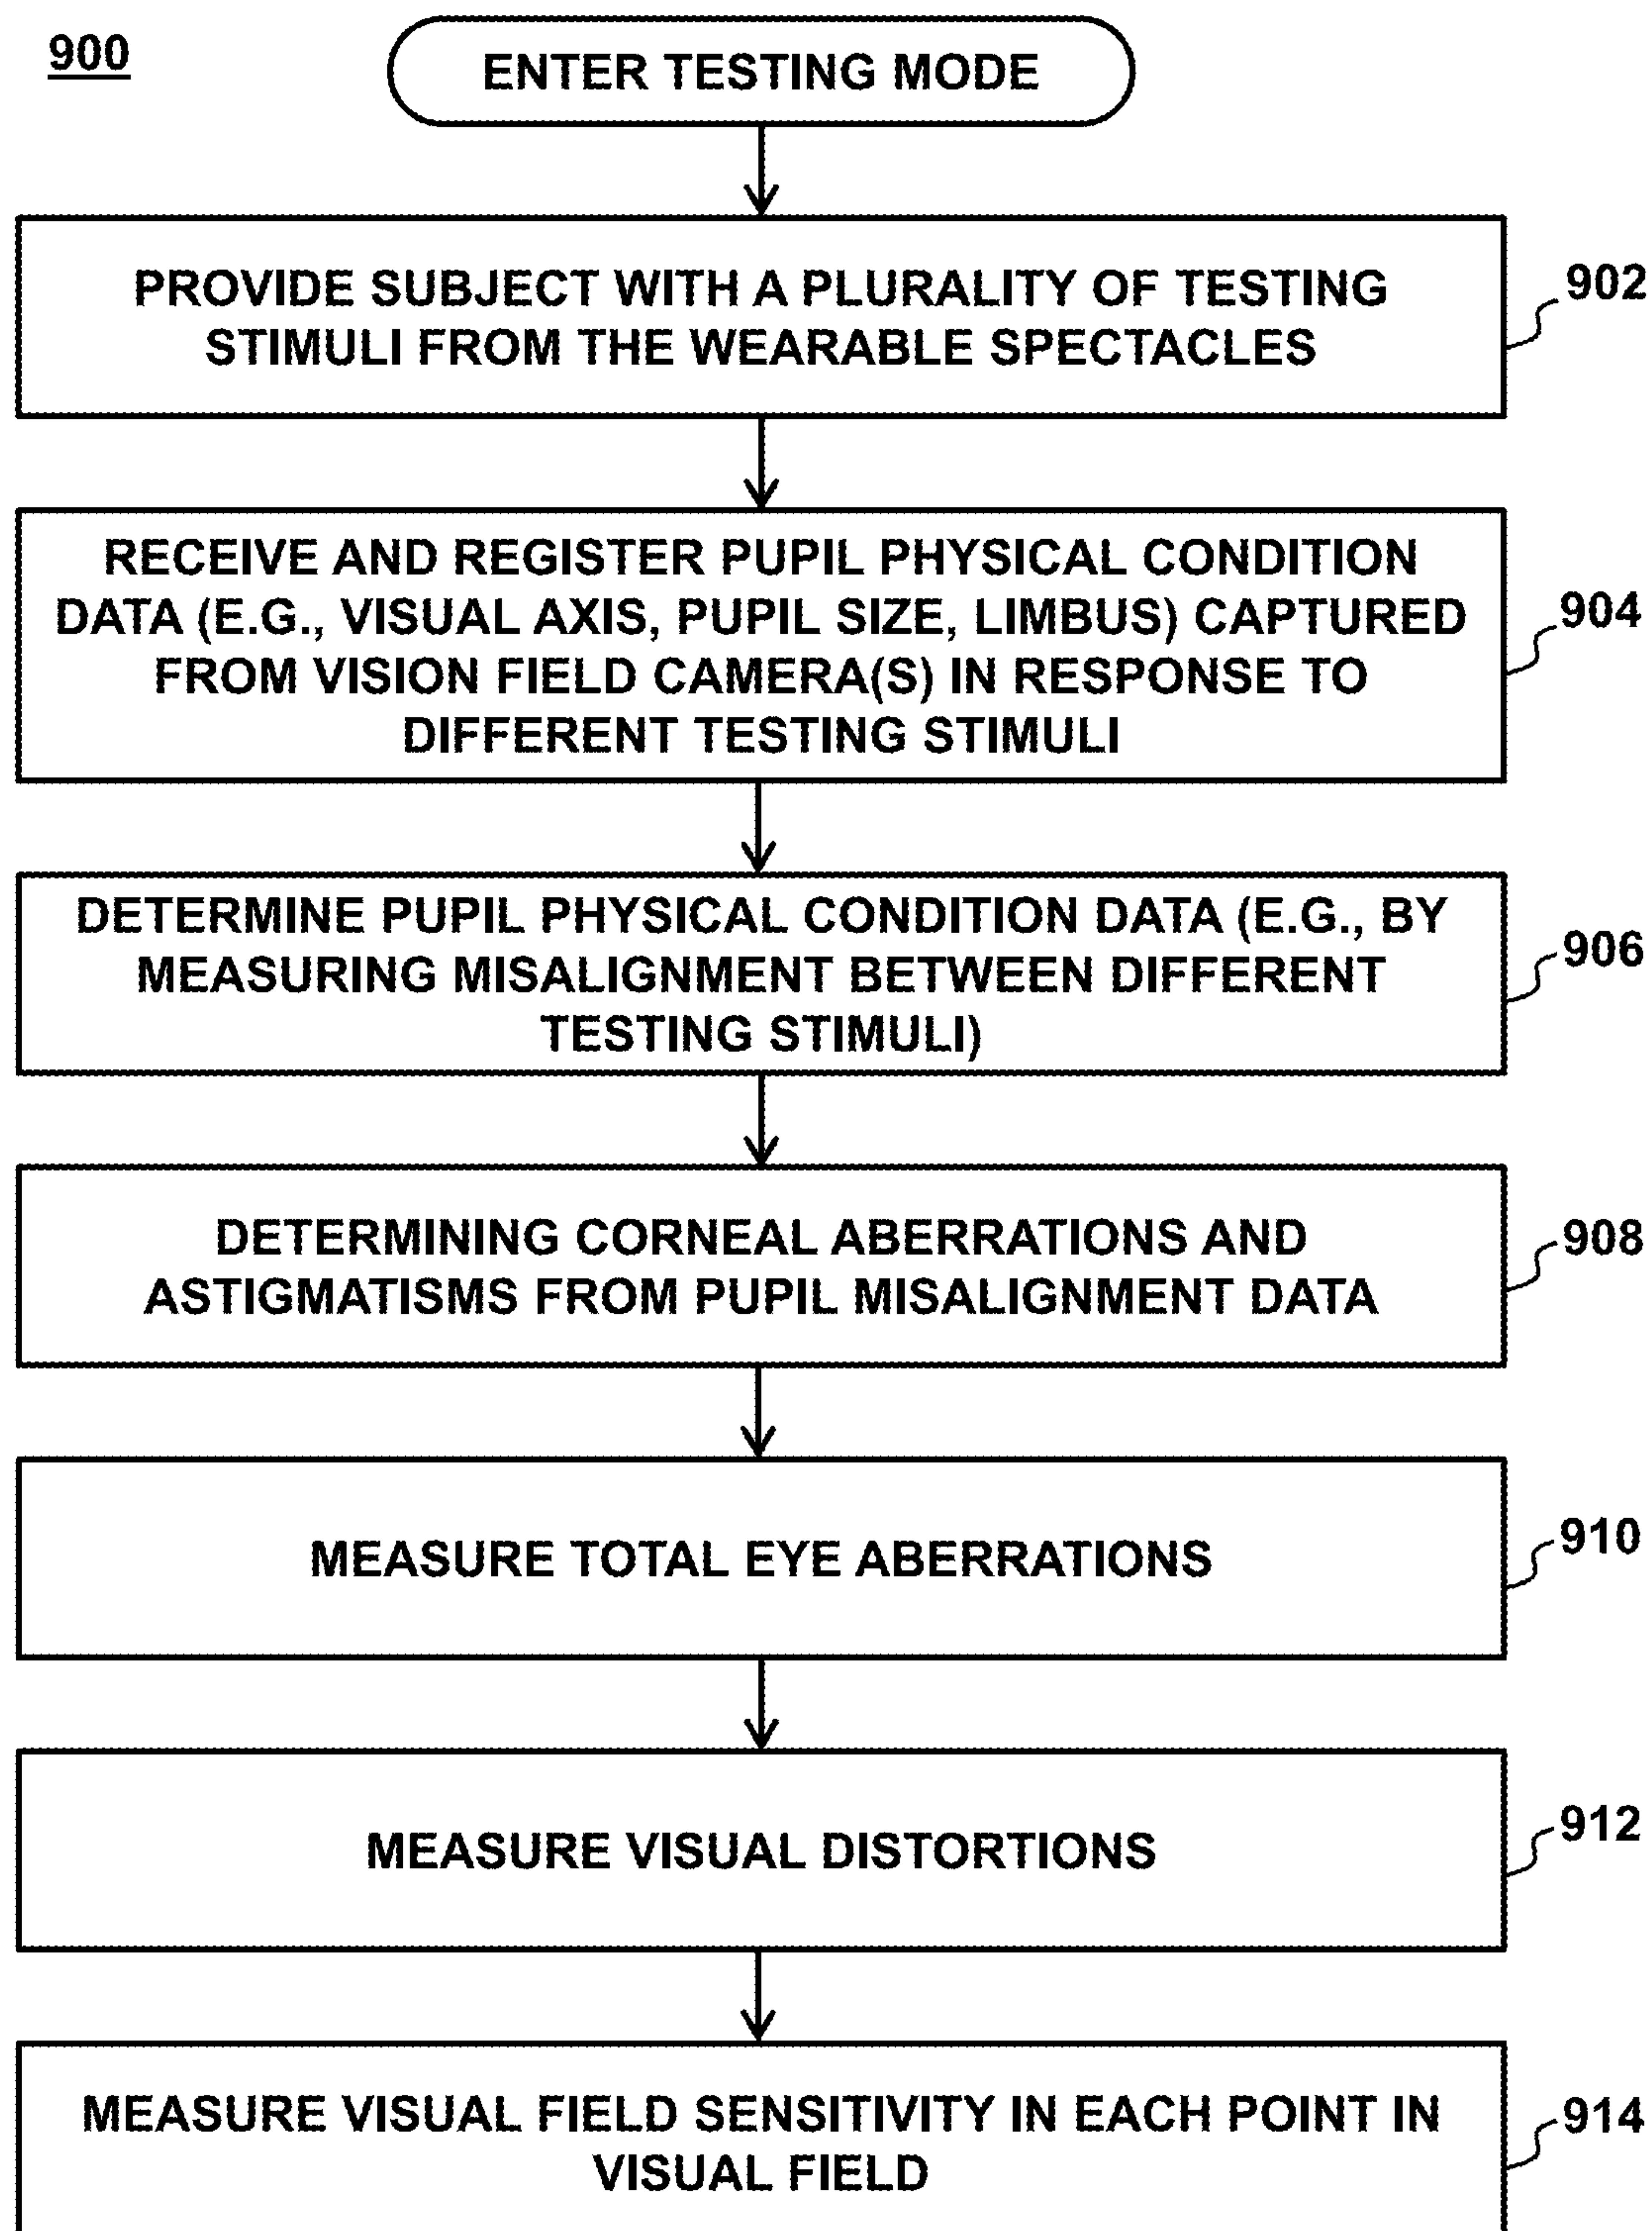 900
ENTER TESTING MODE
PROVIDE SUBJECT WITH A PLURALITY OF TESTING
STIMULI FROM THE WEARABLE SPECTACLES
902
RECEIVE AND REGISTER PUPIL PHYSICAL CONDITION
DATA (E.G., VISUAL AXIS, PUPIL SIZE, LIMBUS) CAPTURED
FROM VISION FIELD CAMERA(S) IN RESPONSE TO
DIFFERENT TESTING STIMULI
904
DETERMINE PUPIL PHYSICAL CONDITION DATA (E.G., BY
MEASURING MISALIGNMENT BETWEEN DIFFERENT
TESTING STIMULI)
906
DETERMINING CORNEAL ABERRATIONS AND
ASTIGMATISMS FROM PUPIL MISALIGNMENT DATA
908
MEASURE TOTAL EYE ABERRATIONS
910
MEASURE VISUAL DISTORTIONS
912
MEASURE VISUAL FIELD SENSITIVITY IN EACH POINT IN
VISUAL FIELD
914